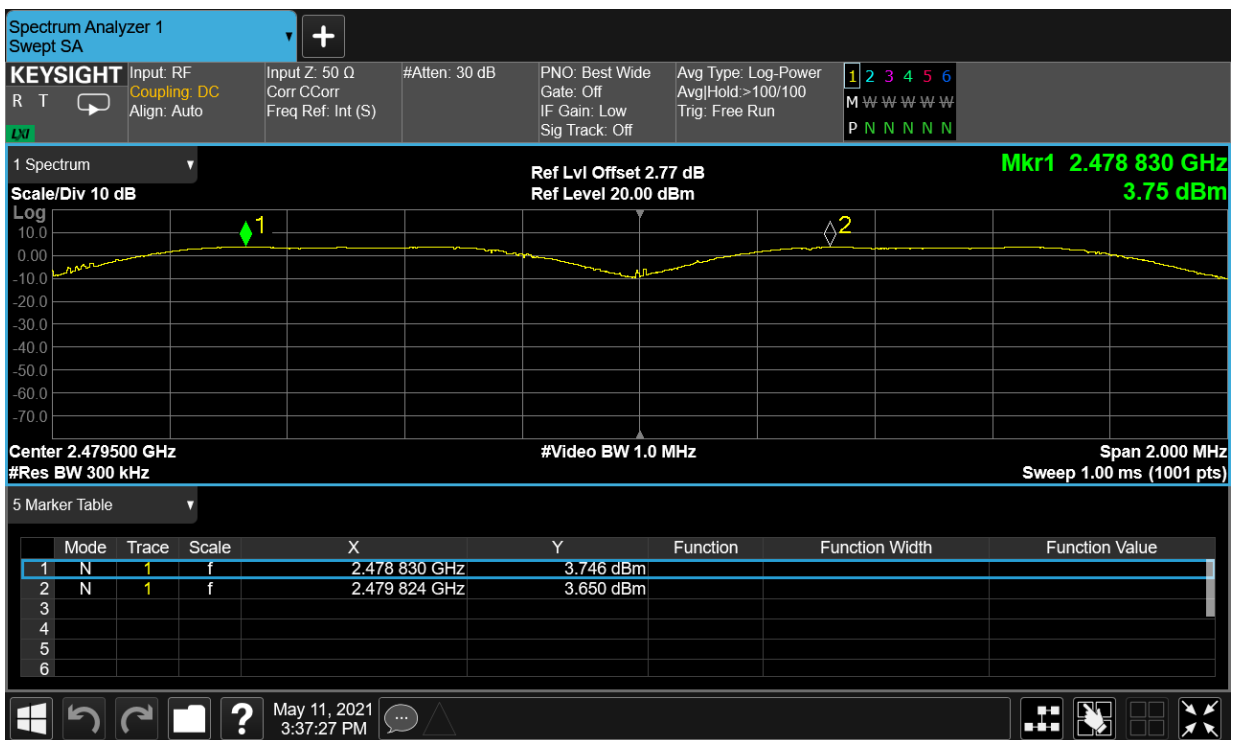 Spectrum Analyzer 1
Swept SA
+
KEYSIGHT
R T
LXI
Input: RF
Coupling: DC
Align: Auto
Input Z: 50 Ω
Corr CCorr
Freq Ref: Int (S)
#Atten: 30 dB
PNO: Best Wide
Gate: Off
IF Gain: Low
Sig Track: Off
Avg Type: Log-Power
Avg|Hold:>100/100
Trig: Free Run
1 2 3 4 5 6
M W W W W W
P N N N N N
1 Spectrum
Scale/Div 10 dB
Ref Lvl Offset 2.77 dB
Ref Level 20.00 dBm
Mkr1 2.478 830 GHz
3.75 dBm
Log
10.0
0.00
-10.0
-20.0
-30.0
-40.0
-50.0
-60.0
-70.0
1
2
Center 2.479500 GHz
#Res BW 300 kHz
#Video BW 1.0 MHz
Span 2.000 MHz
Sweep 1.00 ms (1001 pts)
5 Marker Table
Mode Trace Scale X Y Function Function Width Function Value
1 N 1 f 2.478 830 GHz 3.746 dBm
2 N 1 f 2.479 824 GHz 3.650 dBm
3
4
5
6
?
May 11, 2021
3:37:27 PM